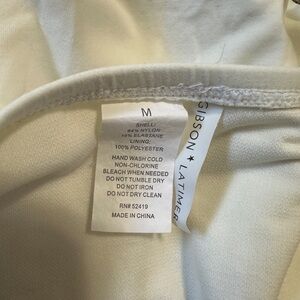 M
SHELL:
84% NYLON
16% ELASTANE
LINING:
100% POLYESTER
HAND WASH COLD
NON-CHLORINE
BLEACH WHEN NEEDED
DO NOT TUMBLE DRY
DO NOT IRON
DO NOT DRY CLEAN
RN# 52419
MADE IN CHINA
GIBSON ★ LATIMER